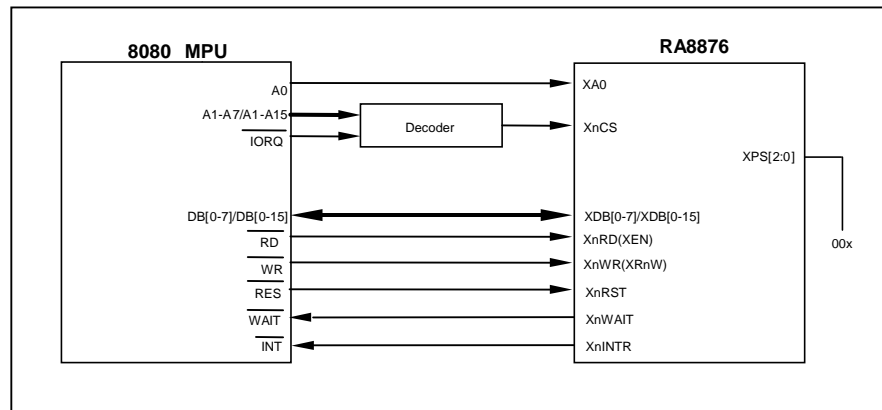 8080 MPU
RA8876
A0
XA0
A1-A7/A1-A15
Decoder
XnCS
IORQ
XPS[2:0]
DB[0-7]/DB[0-15]
XDB[0-7]/XDB[0-15]
00x
RD
XnRD(XEN)
WR
XnWR(XRnW)
RES
XnRST
WAIT
XnWAIT
INT
XnINTR